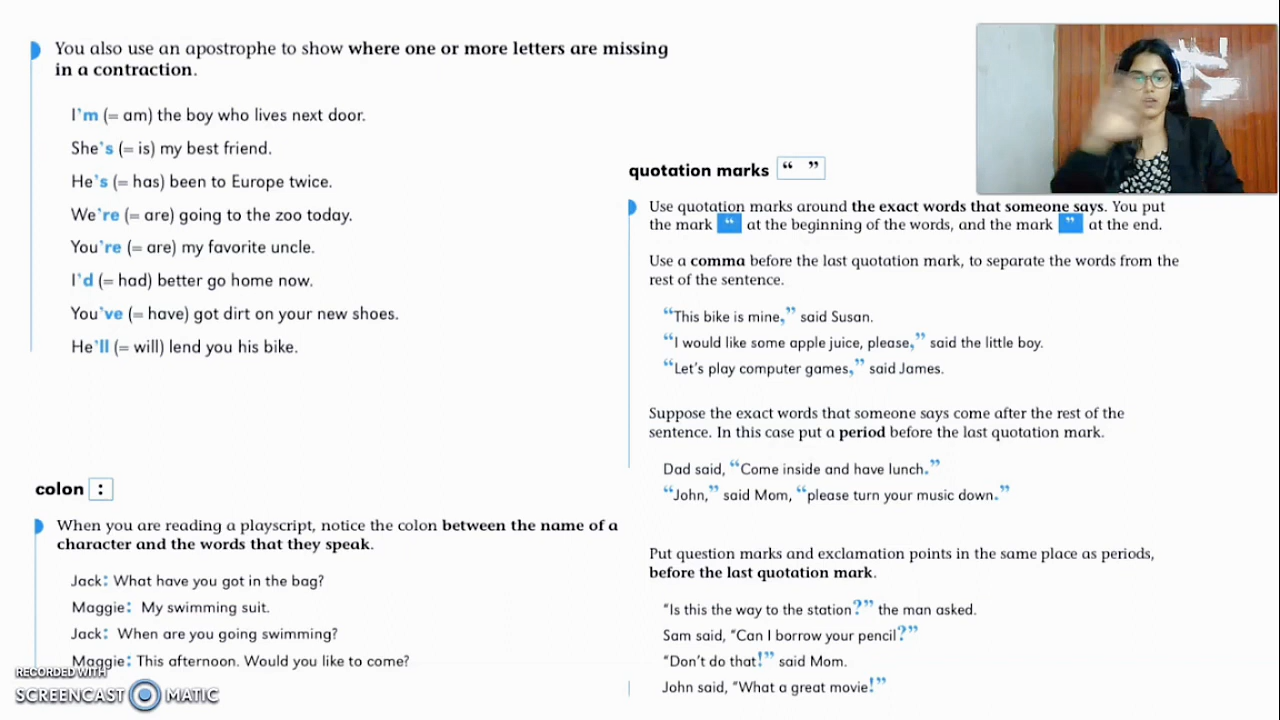 You also use an apostrophe to show where one or more letters are missing
in a contraction.
I'm (= am) the boy who lives next door.
She's (= is) my best friend.
He's (= has) been to Europe twice.
We're (= are) going to the zoo today.
You're (= are) my favorite uncle.
I'd (= had) better go home now.
You've (= have) got dirt on your new shoes.
He'll (= will) lend you his bike.
colon :
When you are reading a playscript, notice the colon between the name of a
character and the words that they speak.
Jack: What have you got in the bag?
Maggie: My swimming suit.
Jack: When are you going swimming?
Maggie: This afternoon. Would you like to come?
RECORDED WITH
SCREENCAST MATIC
quotation marks “ ”
Use quotation marks around the exact words that someone says. You put
the mark “ at the beginning of the words, and the mark ” at the end.
Use a comma before the last quotation mark, to separate the words from the
rest of the sentence.
“This bike is mine,” said Susan.
“I would like some apple juice, please,” said the little boy.
“Let's play computer games,” said James.
Suppose the exact words that someone says come after the rest of the
sentence. In this case put a period before the last quotation mark.
Dad said, “Come inside and have lunch.”
“John,” said Mom, “please turn your music down.”
Put question marks and exclamation points in the same place as periods,
before the last quotation mark.
“Is this the way to the station?” the man asked.
Sam said, “Can I borrow your pencil?”
“Don't do that!” said Mom.
John said, “What a great movie!”